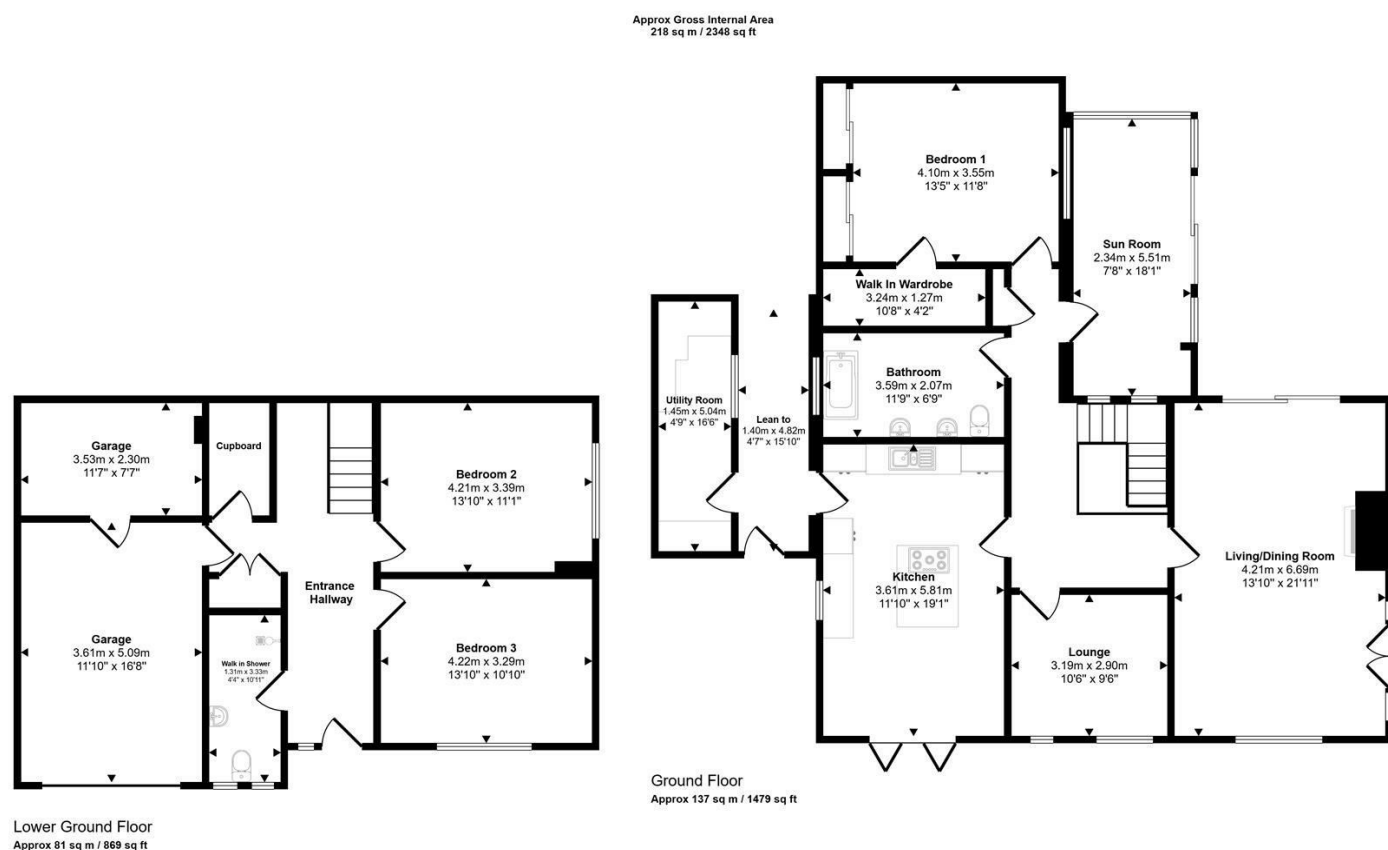 Approx Gross Internal Area
218 sq m / 2348 sq ft
Bedroom 1
4.10m x 3.55m
13'5" x 11'8"
Sun Room
2.34m x 5.51m
7'8" x 18'1"
Walk In Wardrobe
3.24m x 1.27m
10'8" x 4'2"
Bathroom
3.59m x 2.07m
11'9" x 6'9"
Utility Room
1.45m x 5.04m
4'9" x 16'6"
Lean to
1.40m x 4.82m
4'7" x 15'10"
Kitchen
3.61m x 5.81m
11'10" x 19'1"
Living/Dining Room
4.21m x 6.69m
13'10" x 21'11"
Lounge
3.19m x 2.90m
10'6" x 9'6"
Ground Floor
Approx 137 sq m / 1479 sq ft
Garage
3.53m x 2.30m
11'7" x 7'7"
Cupboard
Bedroom 2
4.21m x 3.39m
13'10" x 11'1"
Entrance
Hallway
Garage
3.61m x 5.09m
11'10" x 16'8"
Walk in Shower
1.31m x 3.33m
4'4" x 10'11"
Bedroom 3
4.22m x 3.29m
13'10" x 10'10"
Lower Ground Floor
Approx 81 sq m / 869 sq ft